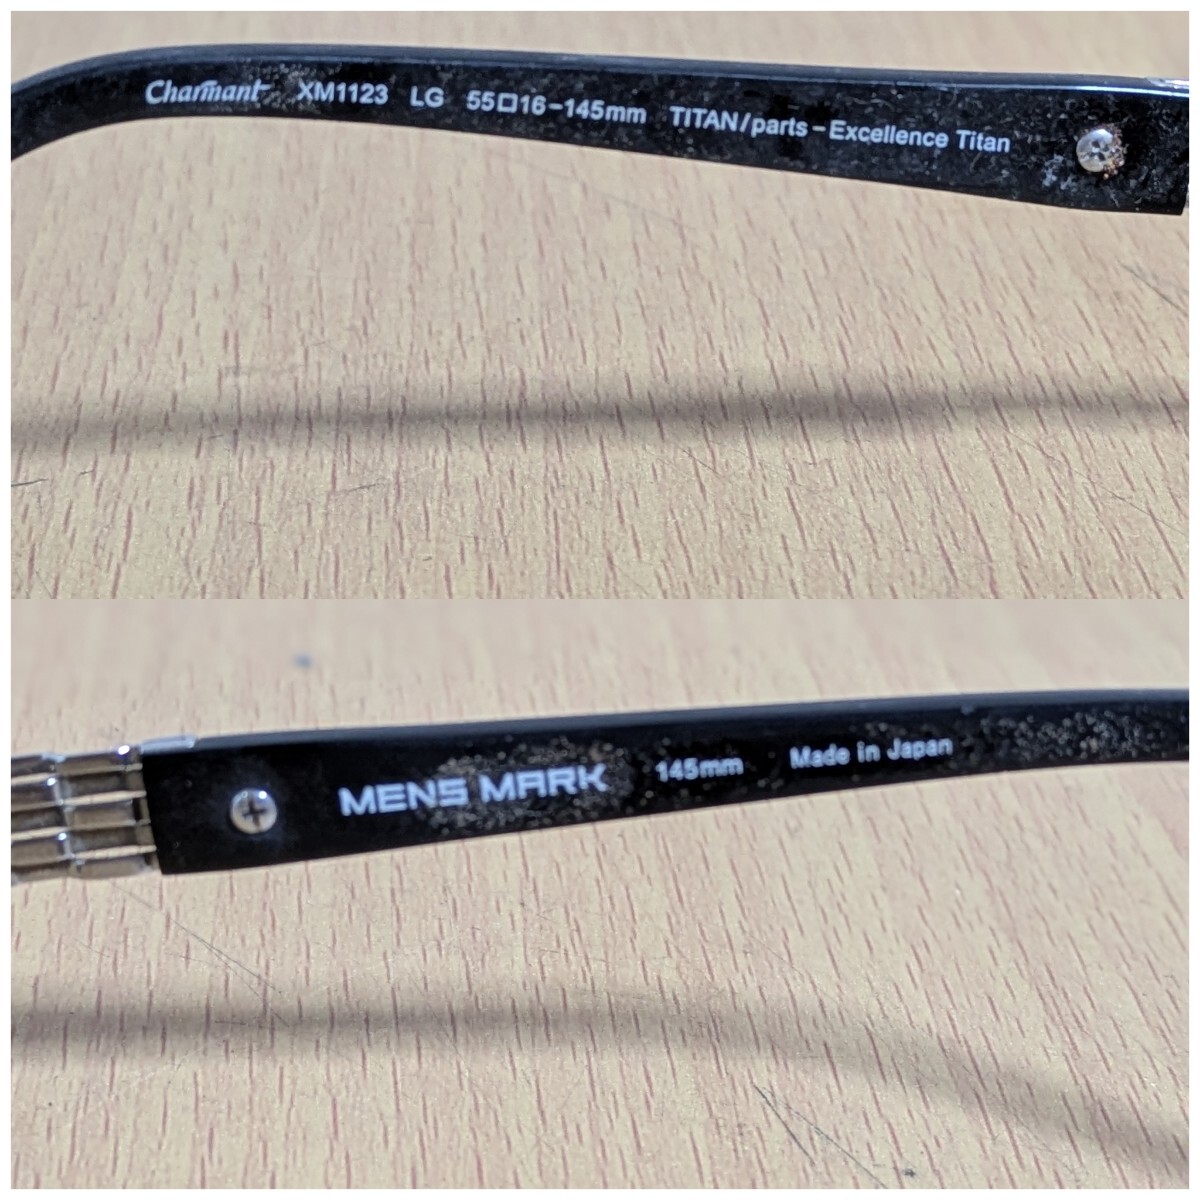 Charmant XM1123 LG 55□16-145mm TITAN/parts-Excellence Titan
MENS MARK 145mm Made in Japan